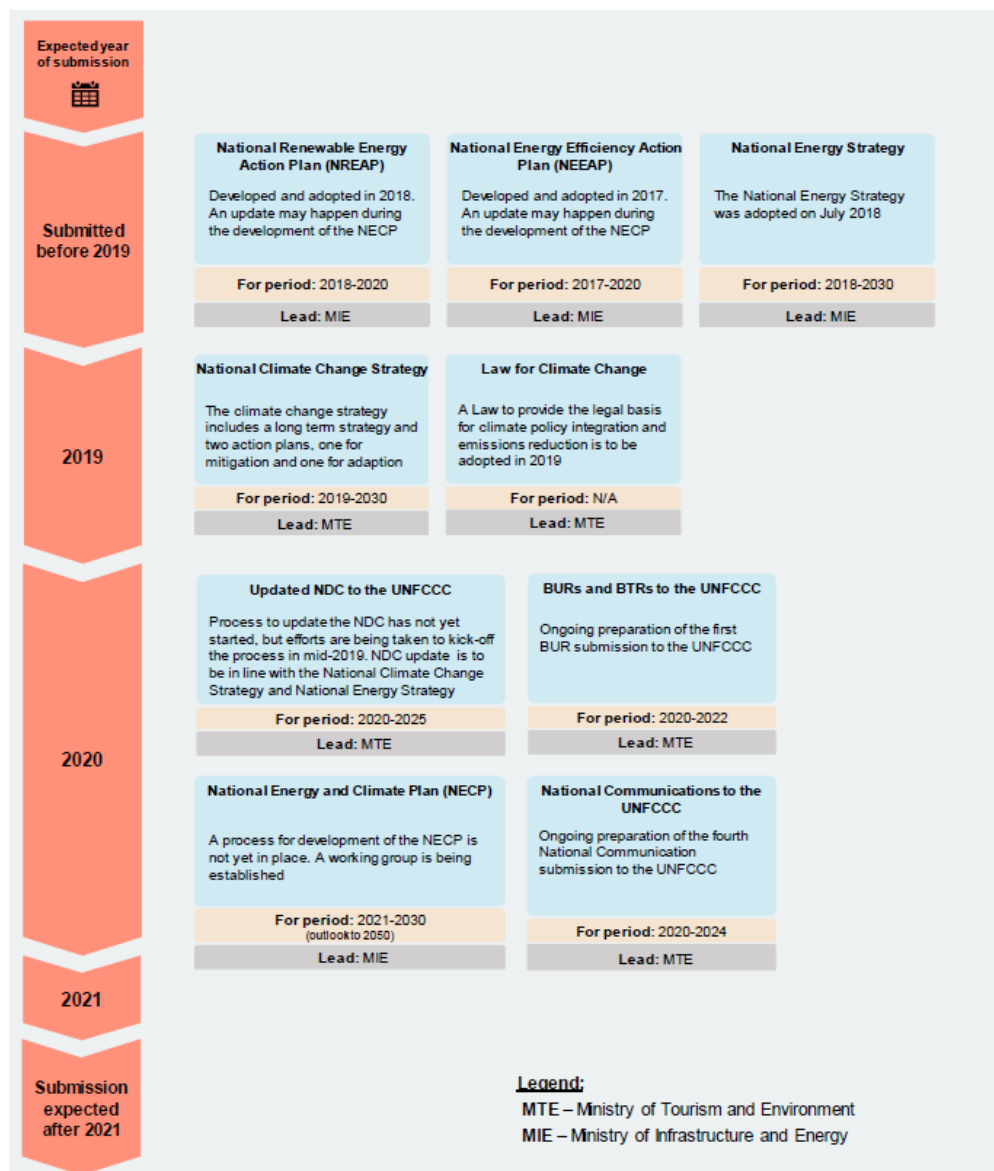 Expected year
of submission
Submitted
before 2019
National Renewable Energy
Action Plan (NREAP)
Developed and adopted in 2018.
An update may happen during
the development of the NECP
For period: 2018-2020
Lead: MIE
National Energy Efficiency Action
Plan (NEEAP)
Developed and adopted in 2017.
An update may happen during
the development of the NECP
For period: 2017-2020
Lead: MIE
National Energy Strategy
The National Energy Strategy
was adopted on July 2018
For period: 2018-2030
Lead: MIE
2019
National Climate Change Strategy
The climate change strategy
includes a long term strategy and
two action plans, one for
mitigation and one for adaption
For period: 2019-2030
Lead: MTE
Law for Climate Change
A Law to provide the legal basis
for climate policy integration and
emissions reduction is to be
adopted in 2019
For period: N/A
Lead: MTE
2020
Updated NDC to the UNFCCC
Process to update the NDC has not yet
started, but efforts are being taken to kick-off
the process in mid-2019. NDC update is to
be in line with the National Climate Change
Strategy and National Energy Strategy
For period: 2020-2025
Lead: MTE
BURs and BTRs to the UNFCCC
Ongoing preparation of the first
BUR submission to the UNFCCC
For period: 2020-2022
Lead: MTE
National Energy and Climate Plan (NECP)
A process for development of the NECP is
not yet in place. A working group is being
established
For period: 2021-2030
(outlook to 2050)
Lead: MIE
National Communications to the
UNFCCC
Ongoing preparation of the fourth
National Communication
submission to the UNFCCC
For period: 2020-2024
Lead: MTE
2021
Submission
expected
after 2021
Legend:
MTE – Ministry of Tourism and Environment
MIE – Ministry of Infrastructure and Energy